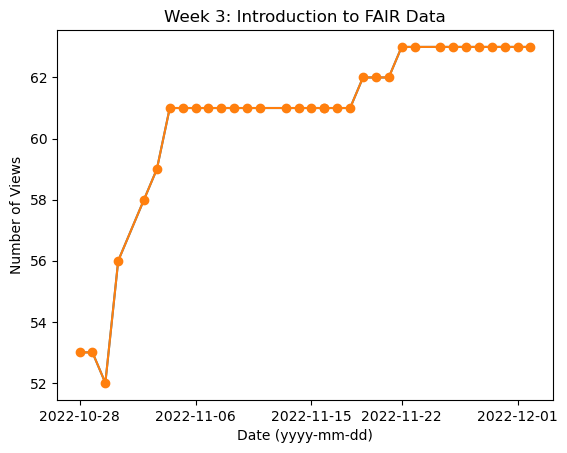 Week 3: Introduction to FAIR Data
Number of Views
62
60
58
56
54
52
2022-10-28 2022-11-06 2022-11-15 2022-11-22 2022-12-01
Date (yyyy-mm-dd)